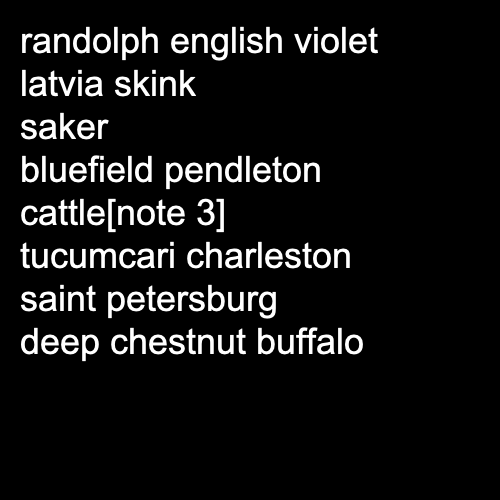 randolph english violet
latvia skink
saker
bluefield pendleton
cattle[note 3]
tucumcari charleston
saint petersburg
deep chestnut buffalo